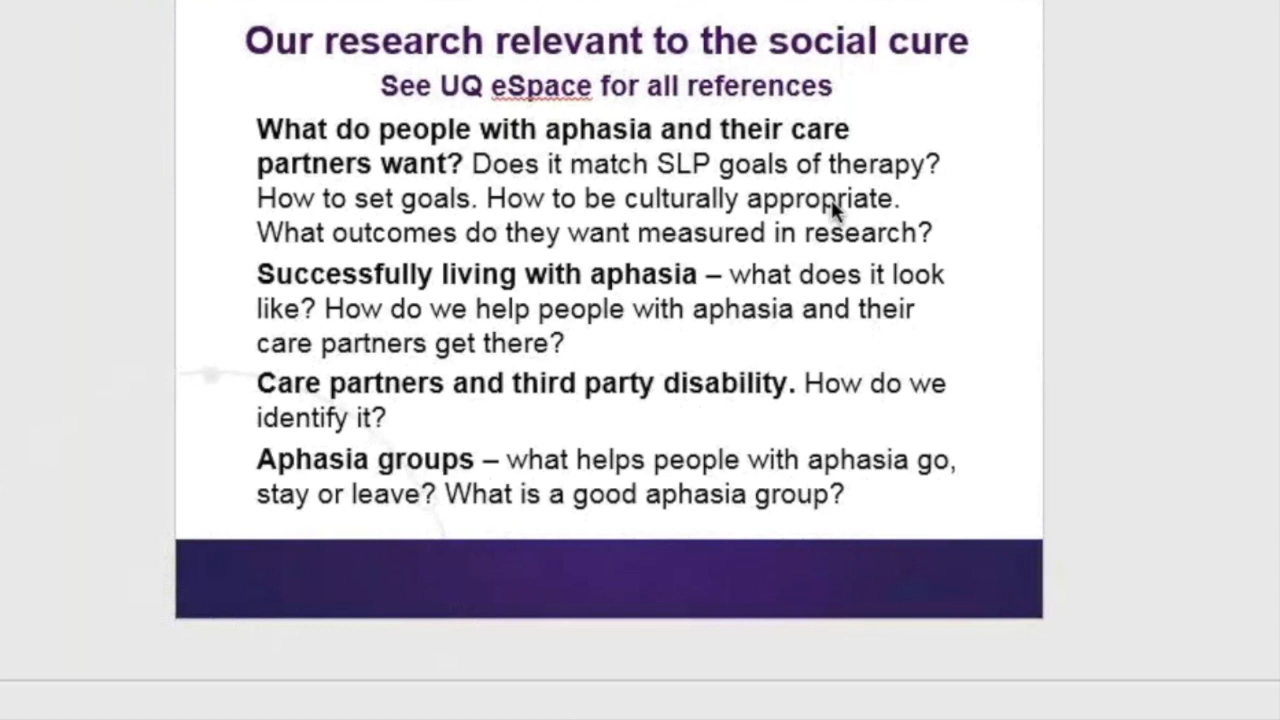 Our research relevant to the social cure
See UQ eSpace for all references
What do people with aphasia and their care
partners want? Does it match SLP goals of therapy?
How to set goals. How to be culturally appropriate.
What outcomes do they want measured in research?
Successfully living with aphasia – what does it look
like? How do we help people with aphasia and their
care partners get there?
Care partners and third party disability. How do we
identify it?
Aphasia groups – what helps people with aphasia go,
stay or leave? What is a good aphasia group?